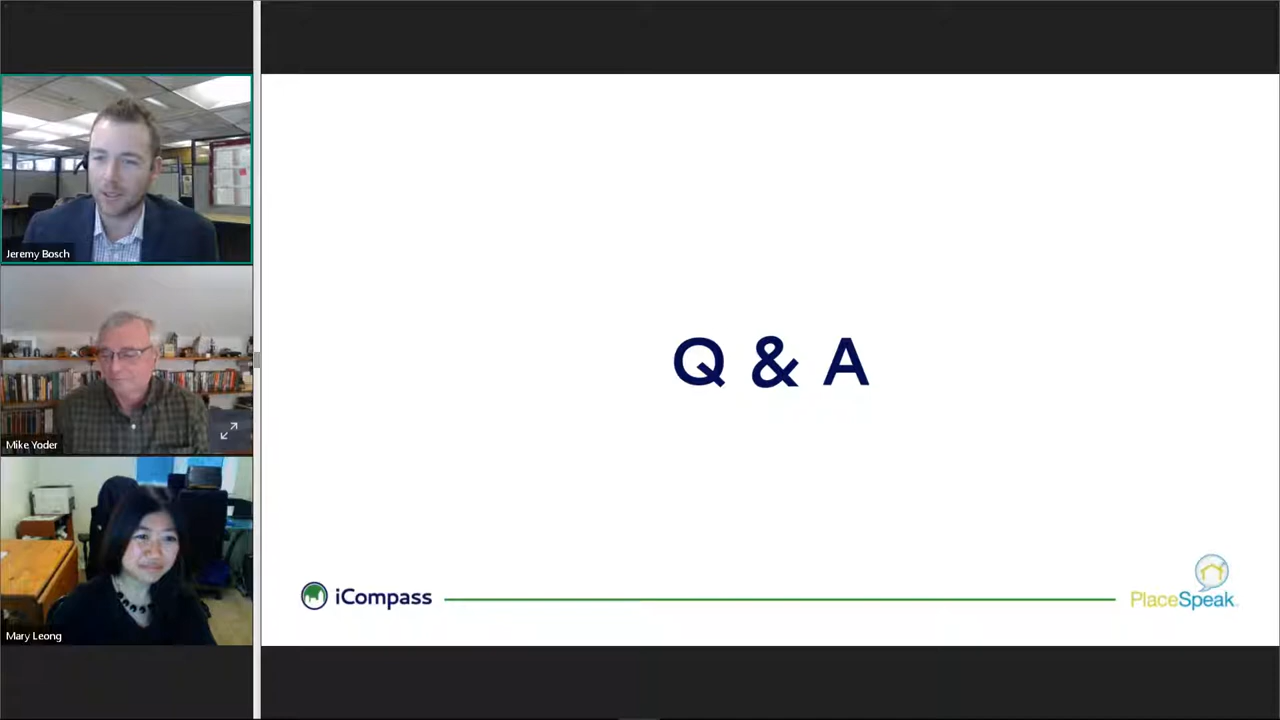 Jeremy Bosch
Mike Yoder
Mary Leong
Q & A
iCompass
PlaceSpeak